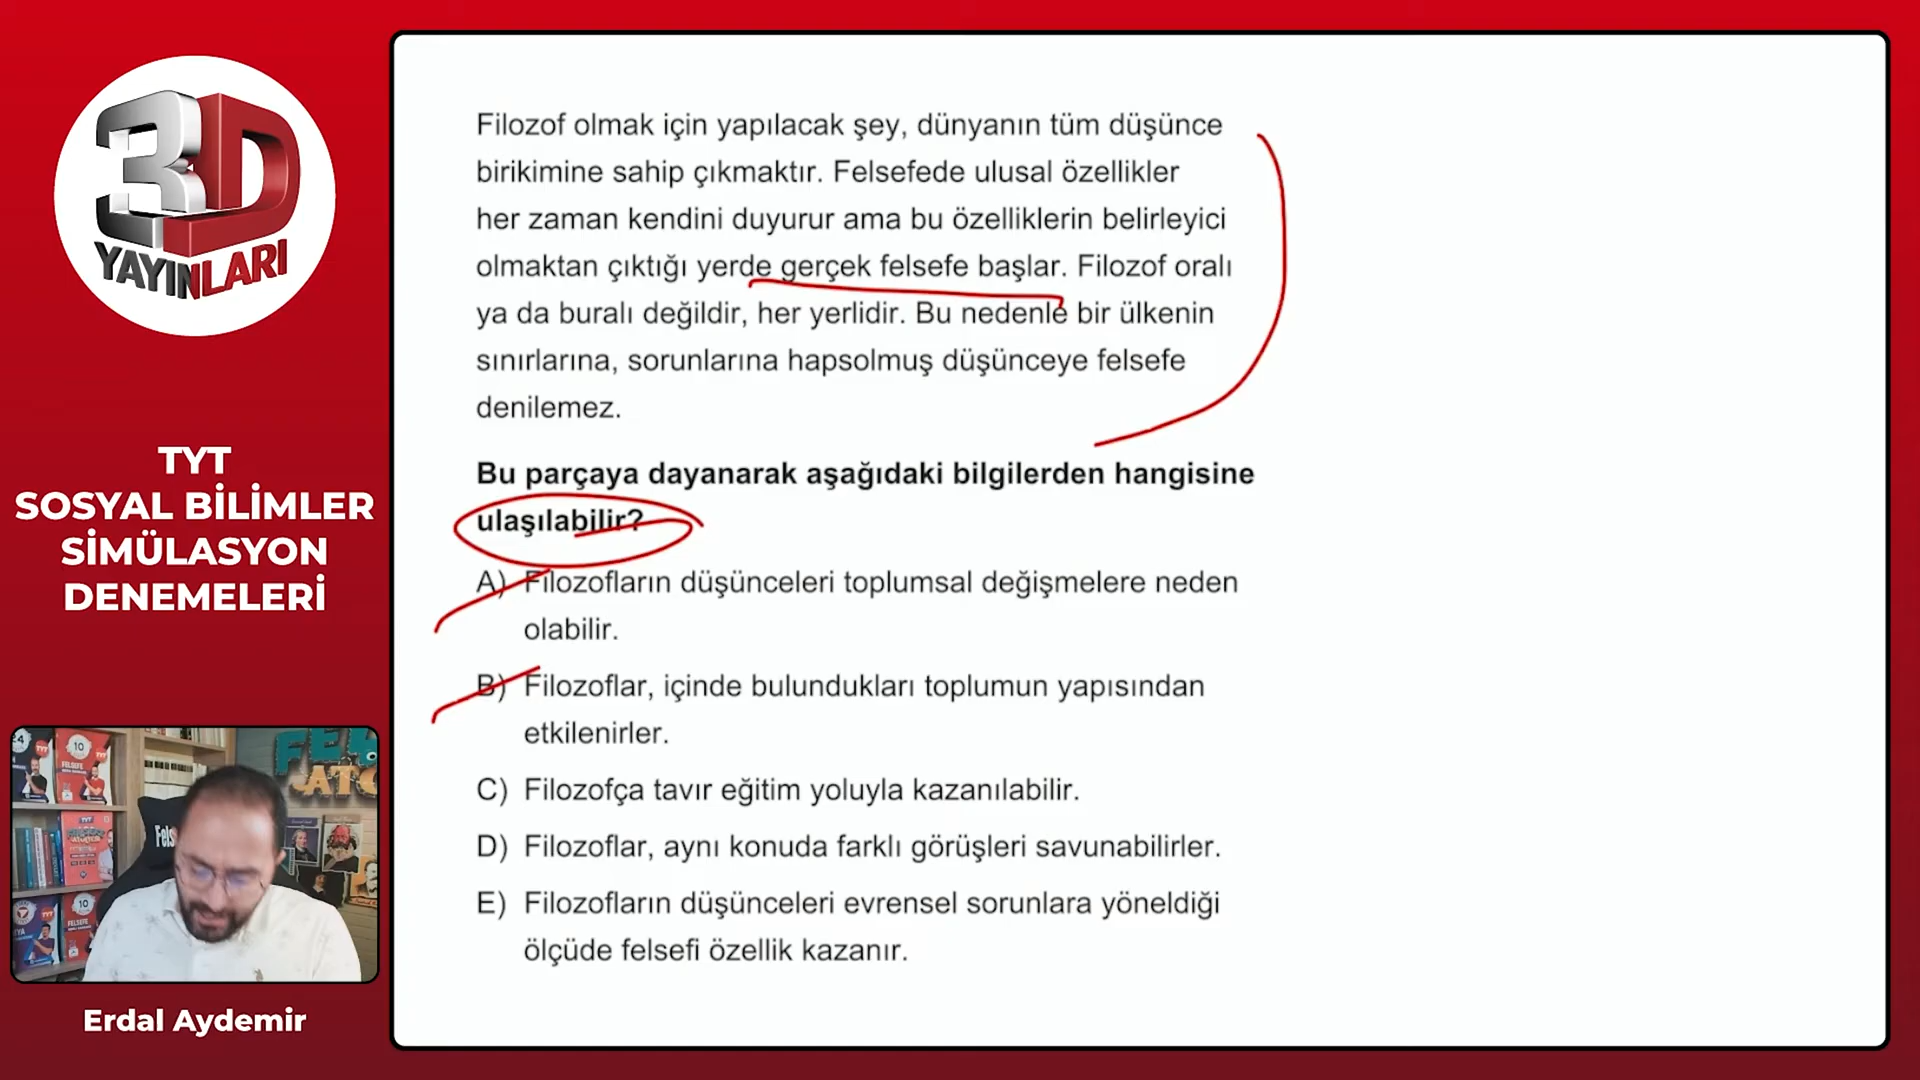 3D
YAYINLARI
TYT
SOSYAL BİLİMLER
SİMÜLASYON
DENEMELERİ
Erdal Aydemir
Filozof olmak için yapılacak şey, dünyanın tüm düşünce
birikimine sahip çıkmaktır. Felsefede ulusal özellikler
her zaman kendini duyurur ama bu özelliklerin belirleyici
olmaktan çıktığı yerde gerçek felsefe başlar. Filozof oralı
ya da buralı değildir, her yerlidir. Bu nedenle bir ülkenin
sınırlarına, sorunlarına hapsolmuş düşünceye felsefe
denilemez.
Bu parçaya dayanarak aşağıdaki bilgilerden hangisine
ulaşılabilir?
A) Filozofların düşünceleri toplumsal değişmelere neden
olabilir.
B) Filozoflar, içinde bulundukları toplumun yapısından
etkilenirler.
C) Filozofça tavır eğitim yoluyla kazanılabilir.
D) Filozoflar, aynı konuda farklı görüşleri savunabilirler.
E) Filozofların düşünceleri evrensel sorunlara yöneldiği
ölçüde felsefi özellik kazanır.